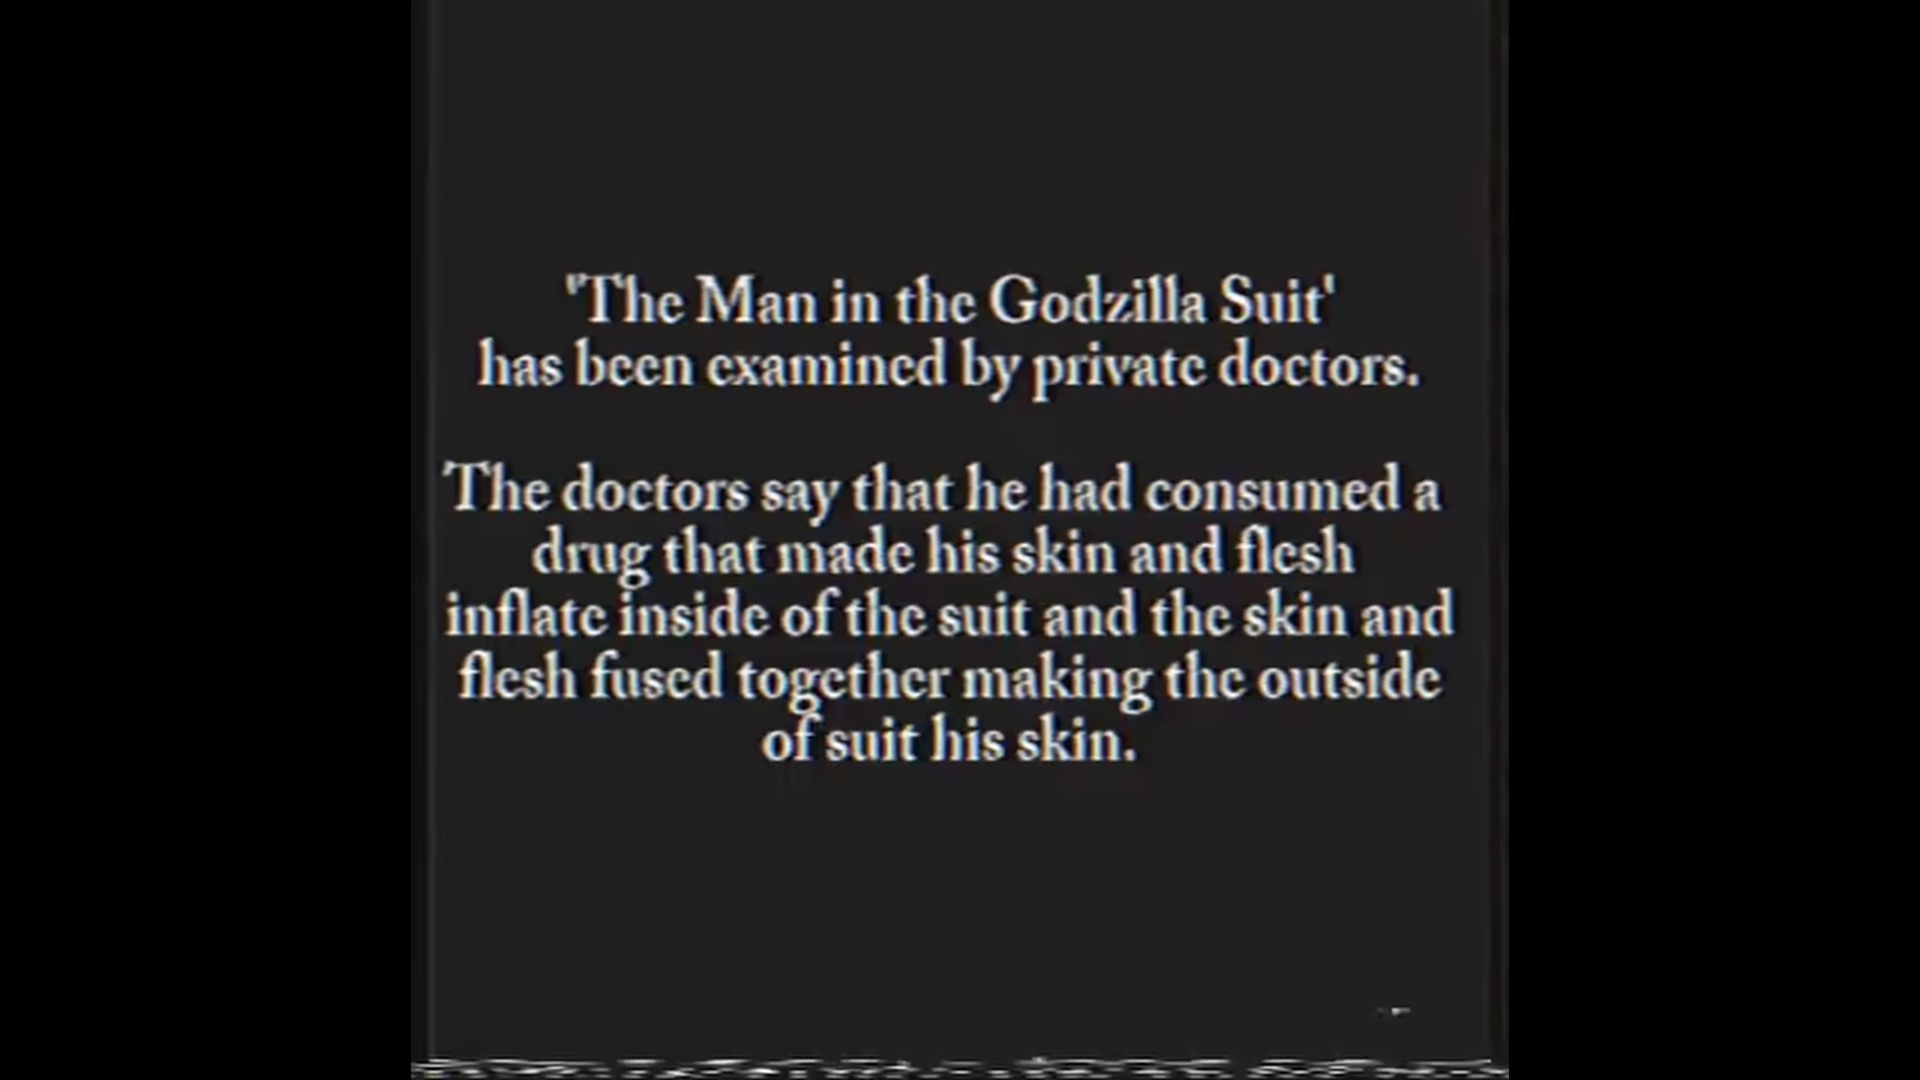 'The Man in the Godzilla Suit'
has been examined by private doctors.
The doctors say that he had consumed a
drug that made his skin and flesh
inflate inside of the suit and the skin and
flesh fused together making the outside
of suit his skin.